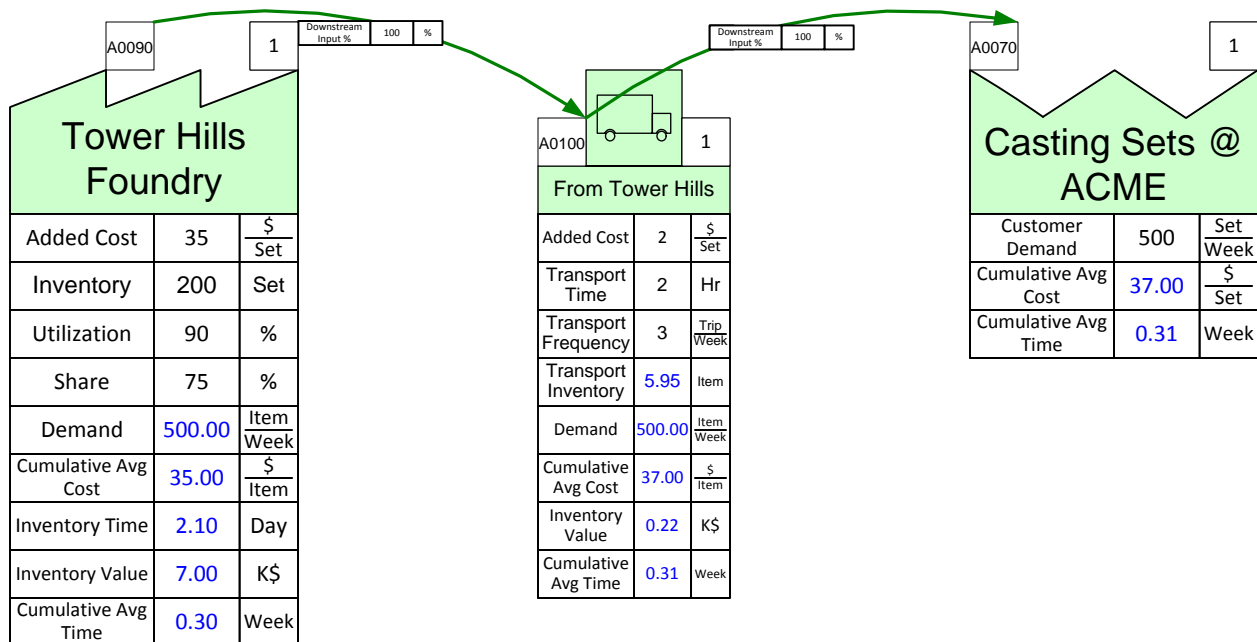 A0090
1
Downstream
Input %
100
%
Downstream
Input %
100
%
A0070
1
Tower Hills
Foundry
Added Cost
35
$
Set
Inventory
200
Set
Utilization
90
%
Share
75
%
Demand
500.00
Item
Week
Cumulative Avg
Cost
35.00
$
Item
Inventory Time
2.10
Day
Inventory Value
7.00
K$
Cumulative Avg
Time
0.30
Week
A0100
1
From Tower Hills
Added Cost
2
$
Set
Transport
Time
2
Hr
Transport
Frequency
3
Trip
Week
Transport
Inventory
5.95
Item
Demand
500.00
Item
Week
Cumulative
Avg Cost
37.00
$
Item
Inventory
Value
0.22
K$
Cumulative
Avg Time
0.31
Week
Casting Sets @
ACME
Customer
Demand
500
Set
Week
Cumulative Avg
Cost
37.00
$
Set
Cumulative Avg
Time
0.31
Week